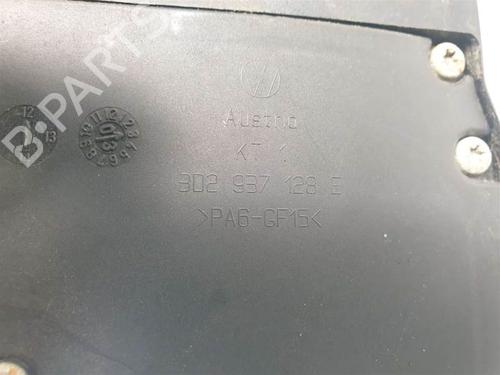 B-PARTS
Austria
KT 1
3D2 937 128 E
>PA6-GF15<